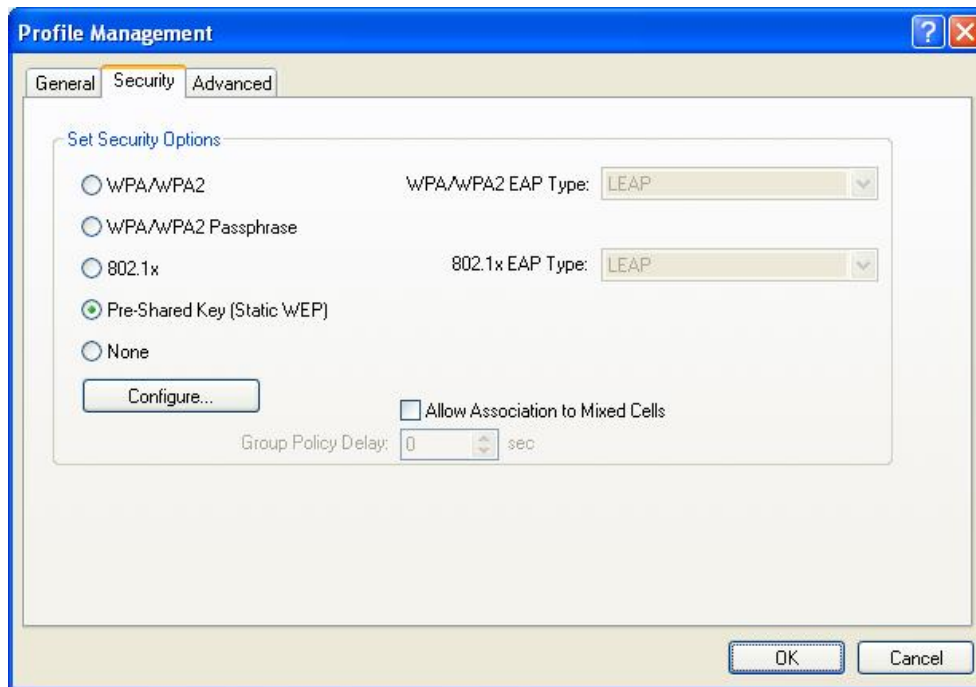 Profile Management
General Security Advanced
Set Security Options
WPA/WPA2 WPA/WPA2 EAP Type: LEAP
WPA/WPA2 Passphrase
802.1x 802.1x EAP Type: LEAP
Pre-Shared Key (Static WEP)
None
Configure...
Allow Association to Mixed Cells
Group Policy Delay: 0 sec
OK Cancel